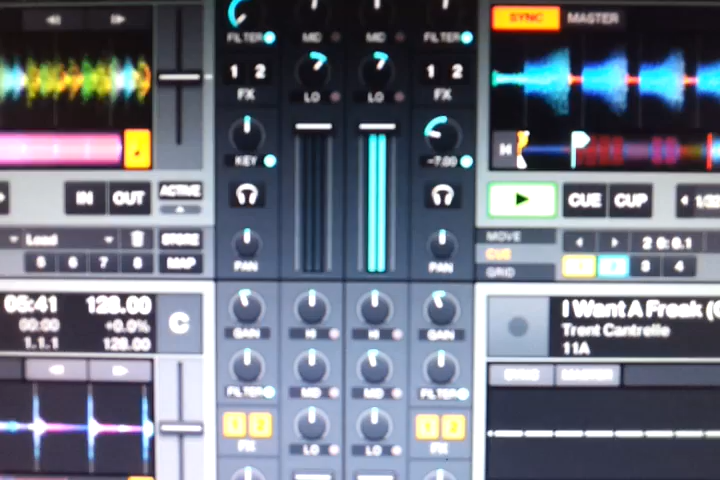 FILTER MID MID FILTER
SYNC MASTER
1 2 1 2
FX LO LO FX
KEY -7.00
H
IN OUT ACTIVE
CUE CUP 1/32
Load STORE
MOVE
CUE
GRID
2 0:0.1
5 6 7 8 MAP
PAN PAN
3 4
06:41 128.00
00:00 +0.0%
1.1.1 128.00
C
GAIN HI HI GAIN
I Want A Freak (
Trent Cantrelle
11A
FILTER MID MID FILTER
SYNC MASTER
1 2 1 2
FX LO LO FX